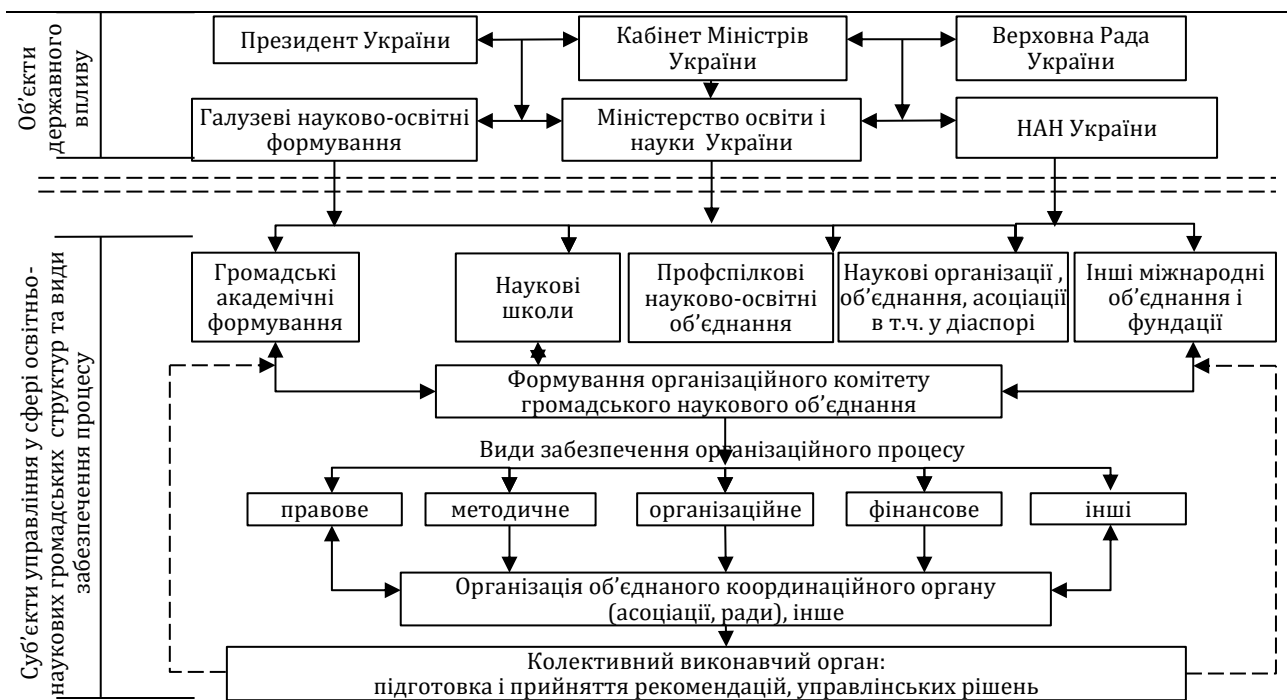 Об’єкти
державного
впливу
Президент України
Кабінет Міністрів
України
Верховна Рада
України
Галузеві науково-освітні
формування
Міністерство освіти і
науки України
НАН України
Суб’єкти управління у сфері освітньо-
наукових громадських структур та види
забезпечення процесу
Громадські
академічні
формування
Наукові
школи
Профспілкові
науково-освітні
об’єднання
Наукові організації ,
об’єднання, асоціації
в т.ч. у діаспорі
Інші міжнародні
об’єднання і
фундації
Формування організаційного комітету
громадського наукового об’єднання
Види забезпечення організаційного процесу
правове
методичне
організаційне
фінансове
інші
Організація об’єднаного координаційного органу
(асоціації, ради), інше
Колективний виконавчий орган:
підготовка і прийняття рекомендацій, управлінських рішень